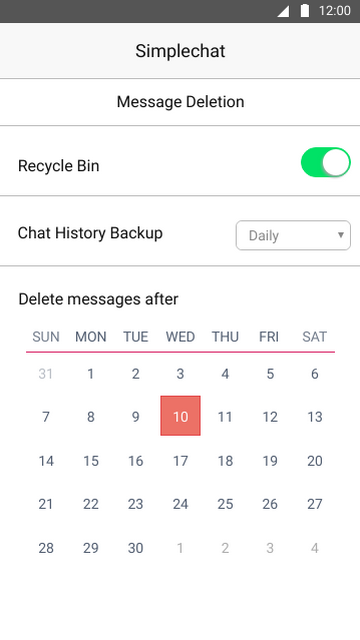 12:00
Simplechat
Message Deletion
Recycle Bin
Chat History Backup
Daily
Delete messages after
SUN MON TUE WED THU FRI SAT
31 1 2 3 4 5 6
7 8 9 10 11 12 13
14 15 16 17 18 19 20
21 22 23 24 25 26 27
28 29 30 1 2 3 4